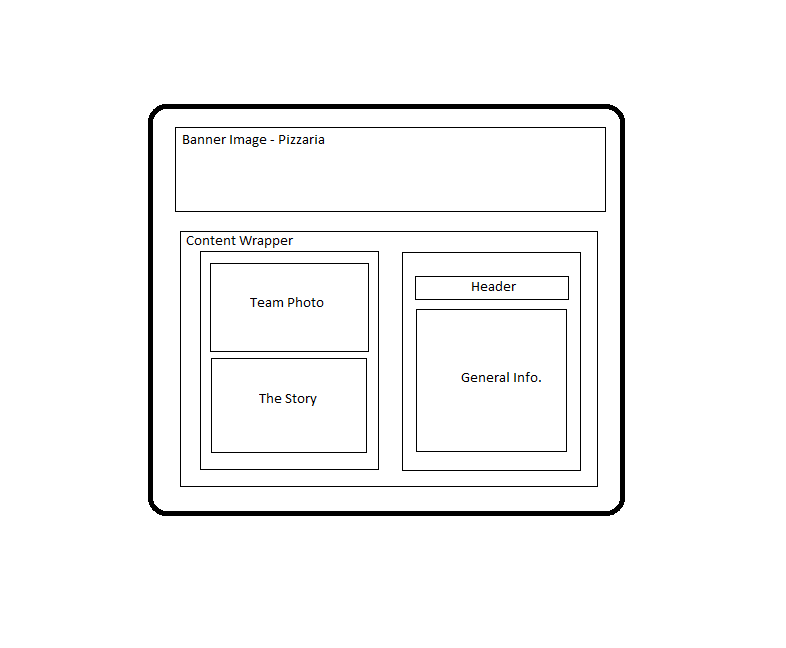 Banner Image - Pizzaria
Content Wrapper
Team Photo
The Story
Header
General Info.